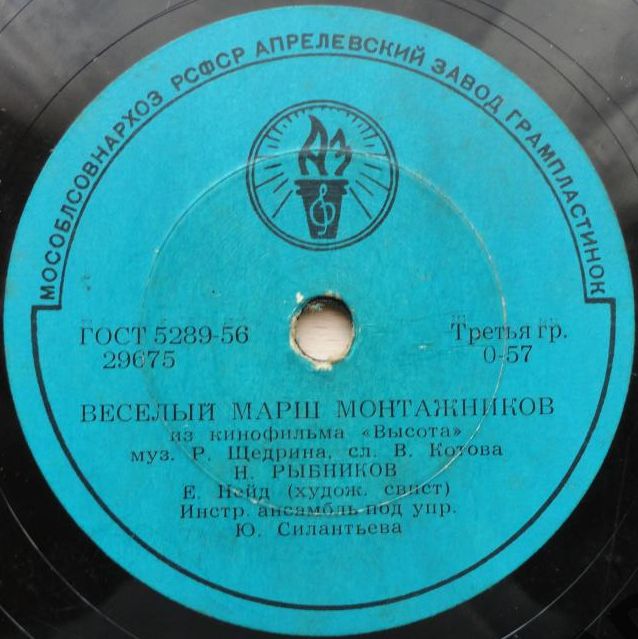 МОСОБЛСОВНАРХОЗ РСФСР АПРЕЛЕВСКИЙ ЗАВОД ГРАМПЛАСТИНОК
ГОСТ 5289-56
29675
Третья гр.
0-57
ВЕСЕЛЫЙ МАРШ МОНТАЖНИКОВ
из кинофильма «Высота»
муз. Р. Щедрина, сл. В. Котова
Н. РЫБНИКОВ
Е. Нейд (худож. свист)
Инстр. ансамбль под упр.
Ю. Силантьева